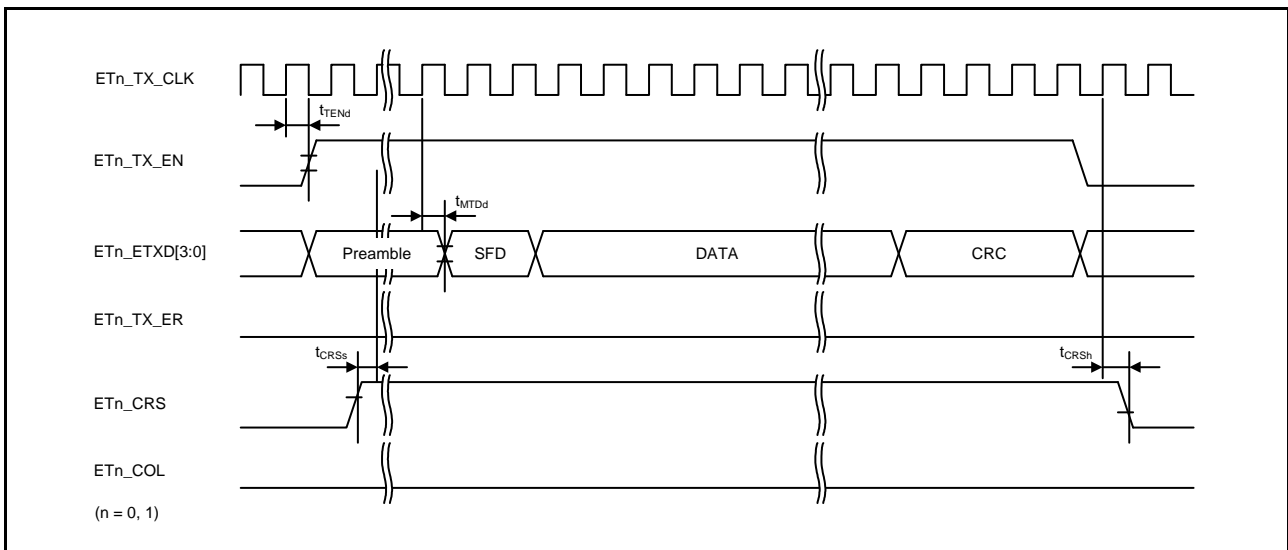 ETn_TX_CLK
tTENd
ETn_TX_EN
tMTDd
ETn_ETXD[3:0]
Preamble SFD DATA CRC
ETn_TX_ER
tCRSs tCRSh
ETn_CRS
ETn_COL
(n = 0, 1)